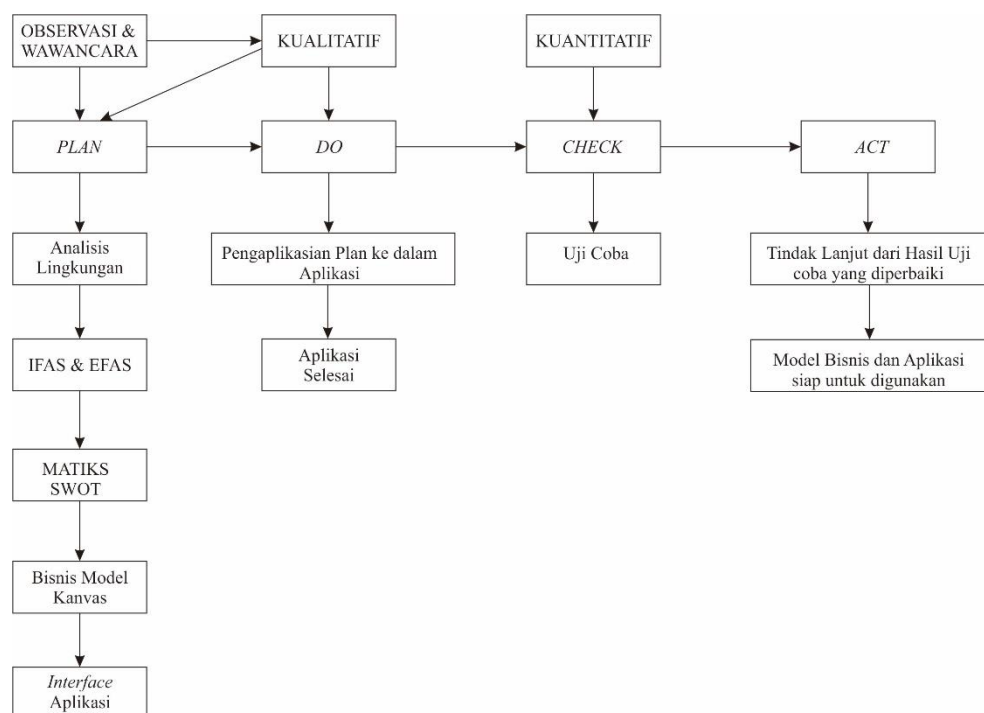 OBSERVASI &
WAWANCARA
KUALITATIF
KUANTITATIF
PLAN
DO
CHECK
ACT
Analisis
Lingkungan
Pengaplikasian Plan ke dalam
Aplikasi
Uji Coba
Tindak Lanjut dari Hasil Uji
coba yang diperbaiki
IFAS & EFAS
Aplikasi
Selesai
Model Bisnis dan Aplikasi
siap untuk digunakan
MATIKS
SWOT
Bisnis Model
Kanvas
Interface
Aplikasi